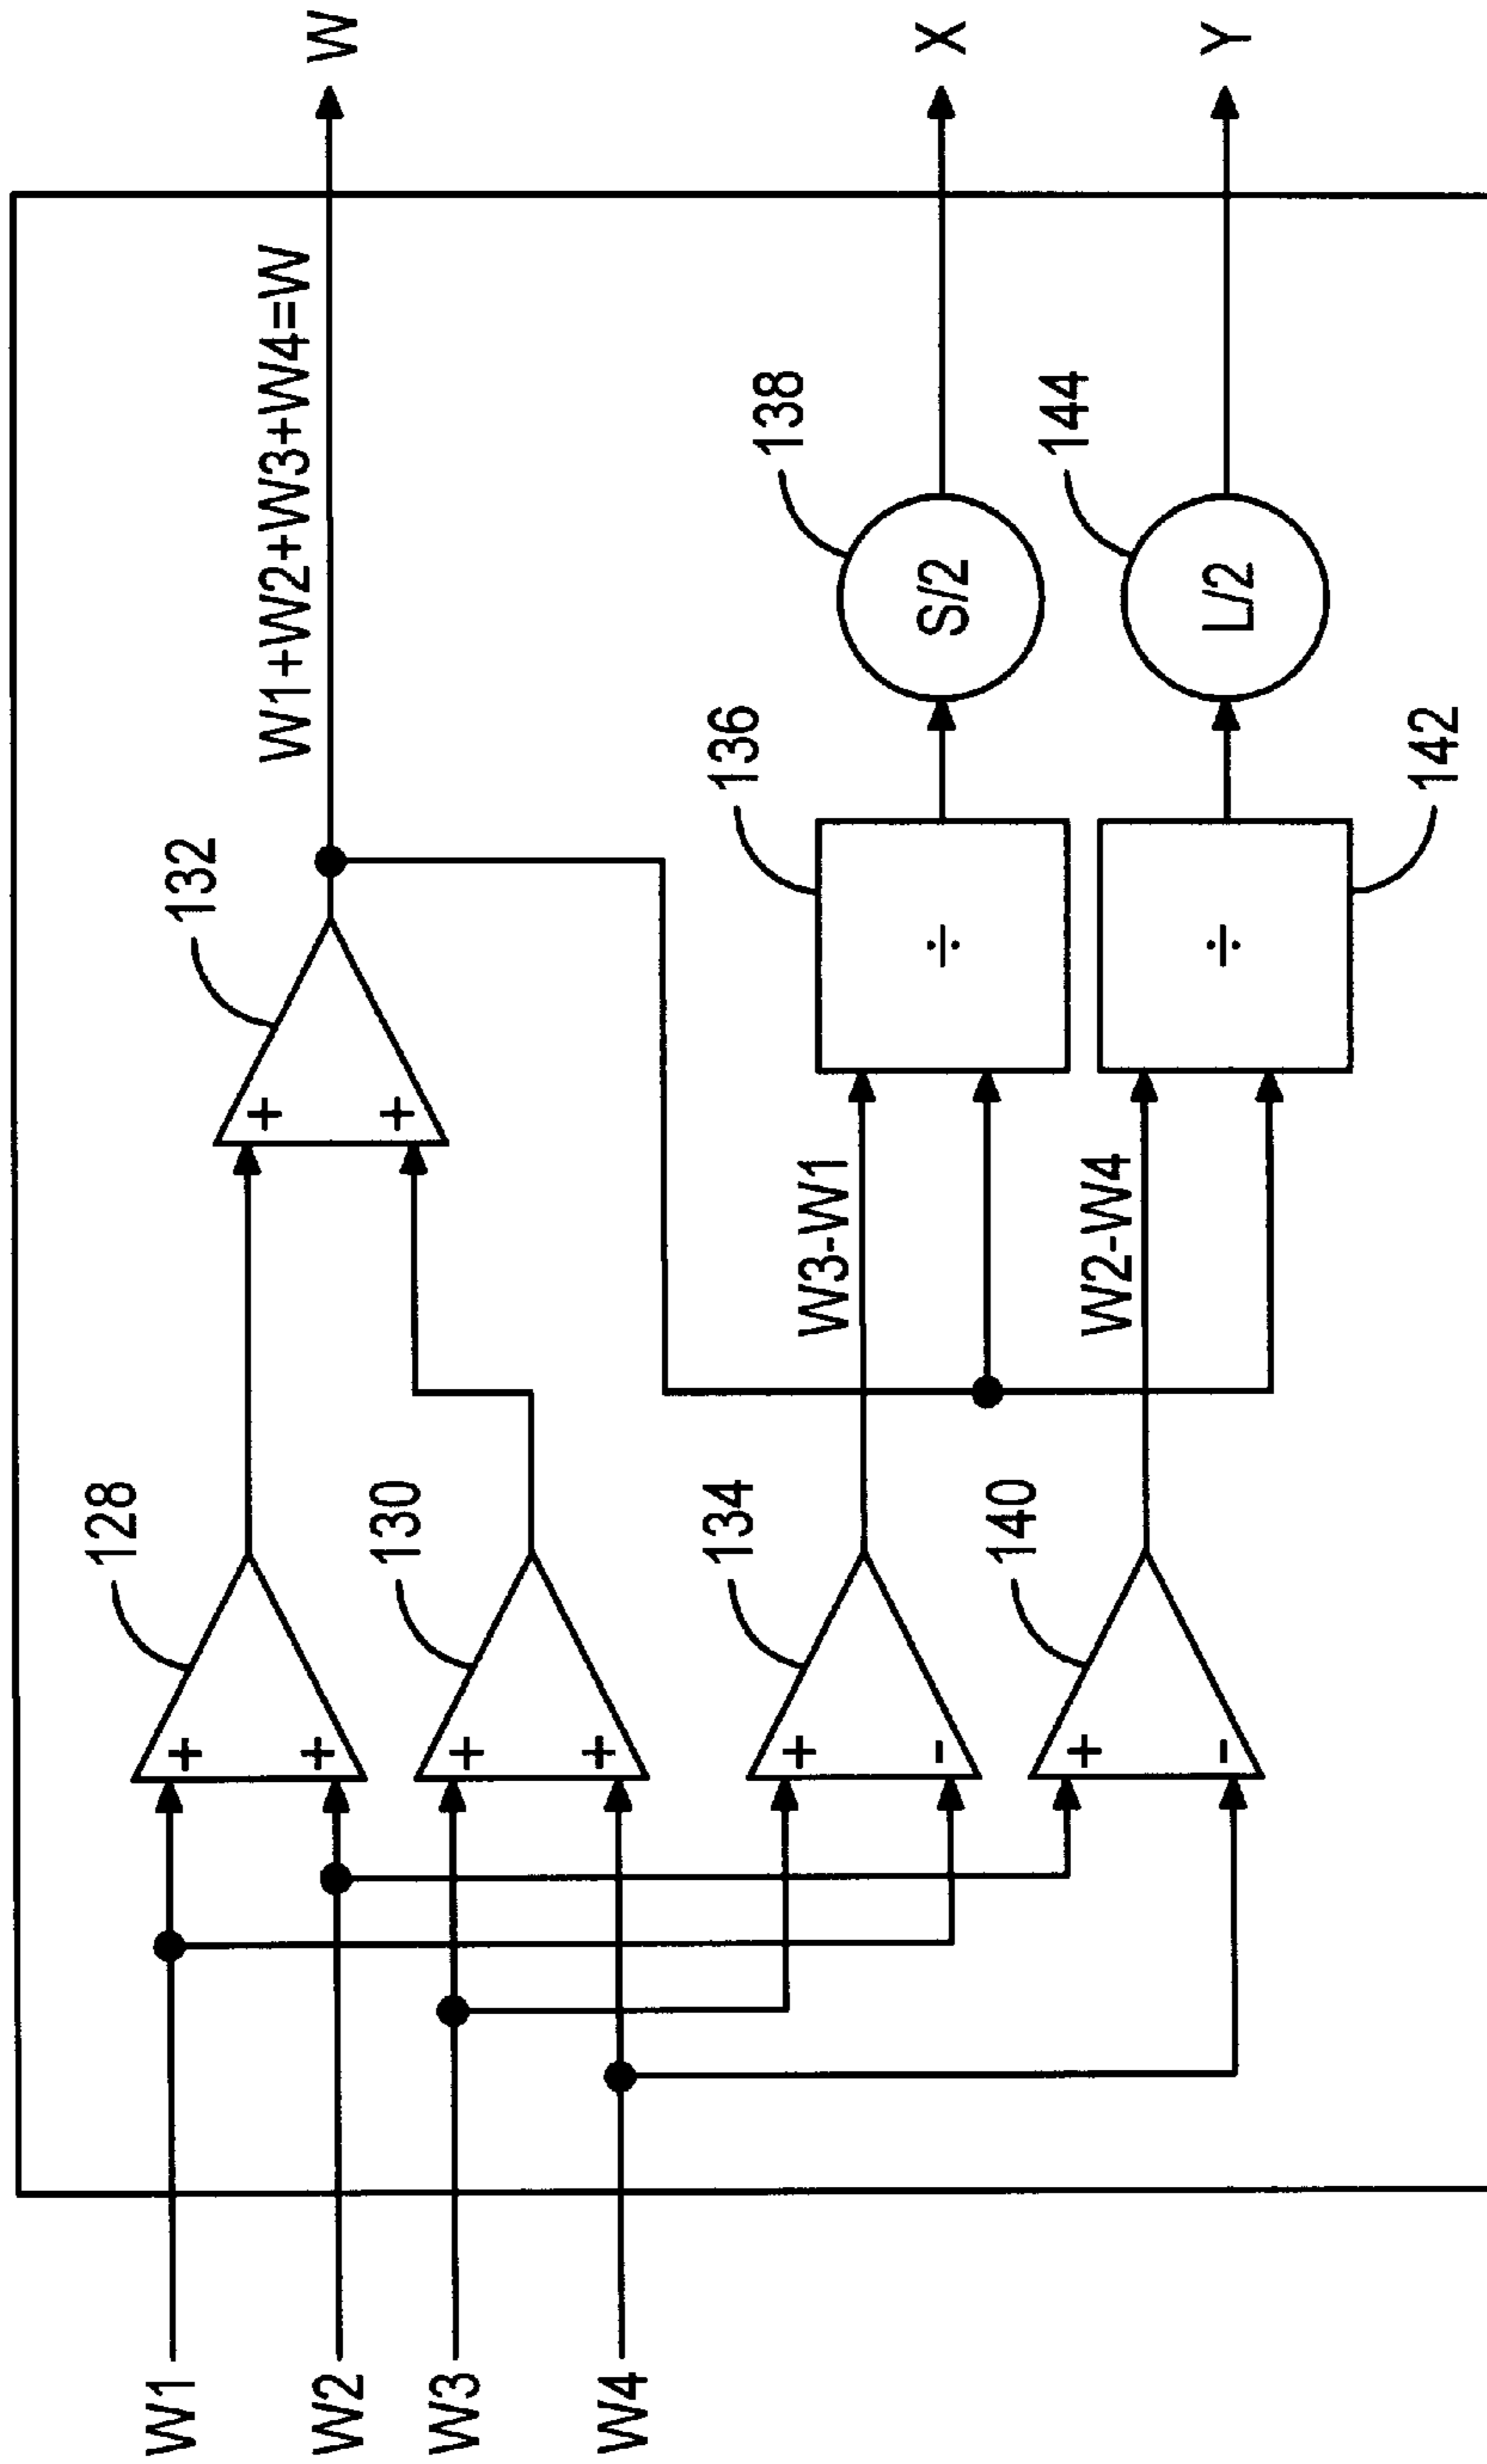 W1
W2
W3
W4
128
+
+
130
+
+
134
+
-
140
+
-
132
+
+
W1+W2+W3+W4=W
W3-W1
W2-W4
136
÷
142
÷
138
S/2
144
L/2
W
X
Y